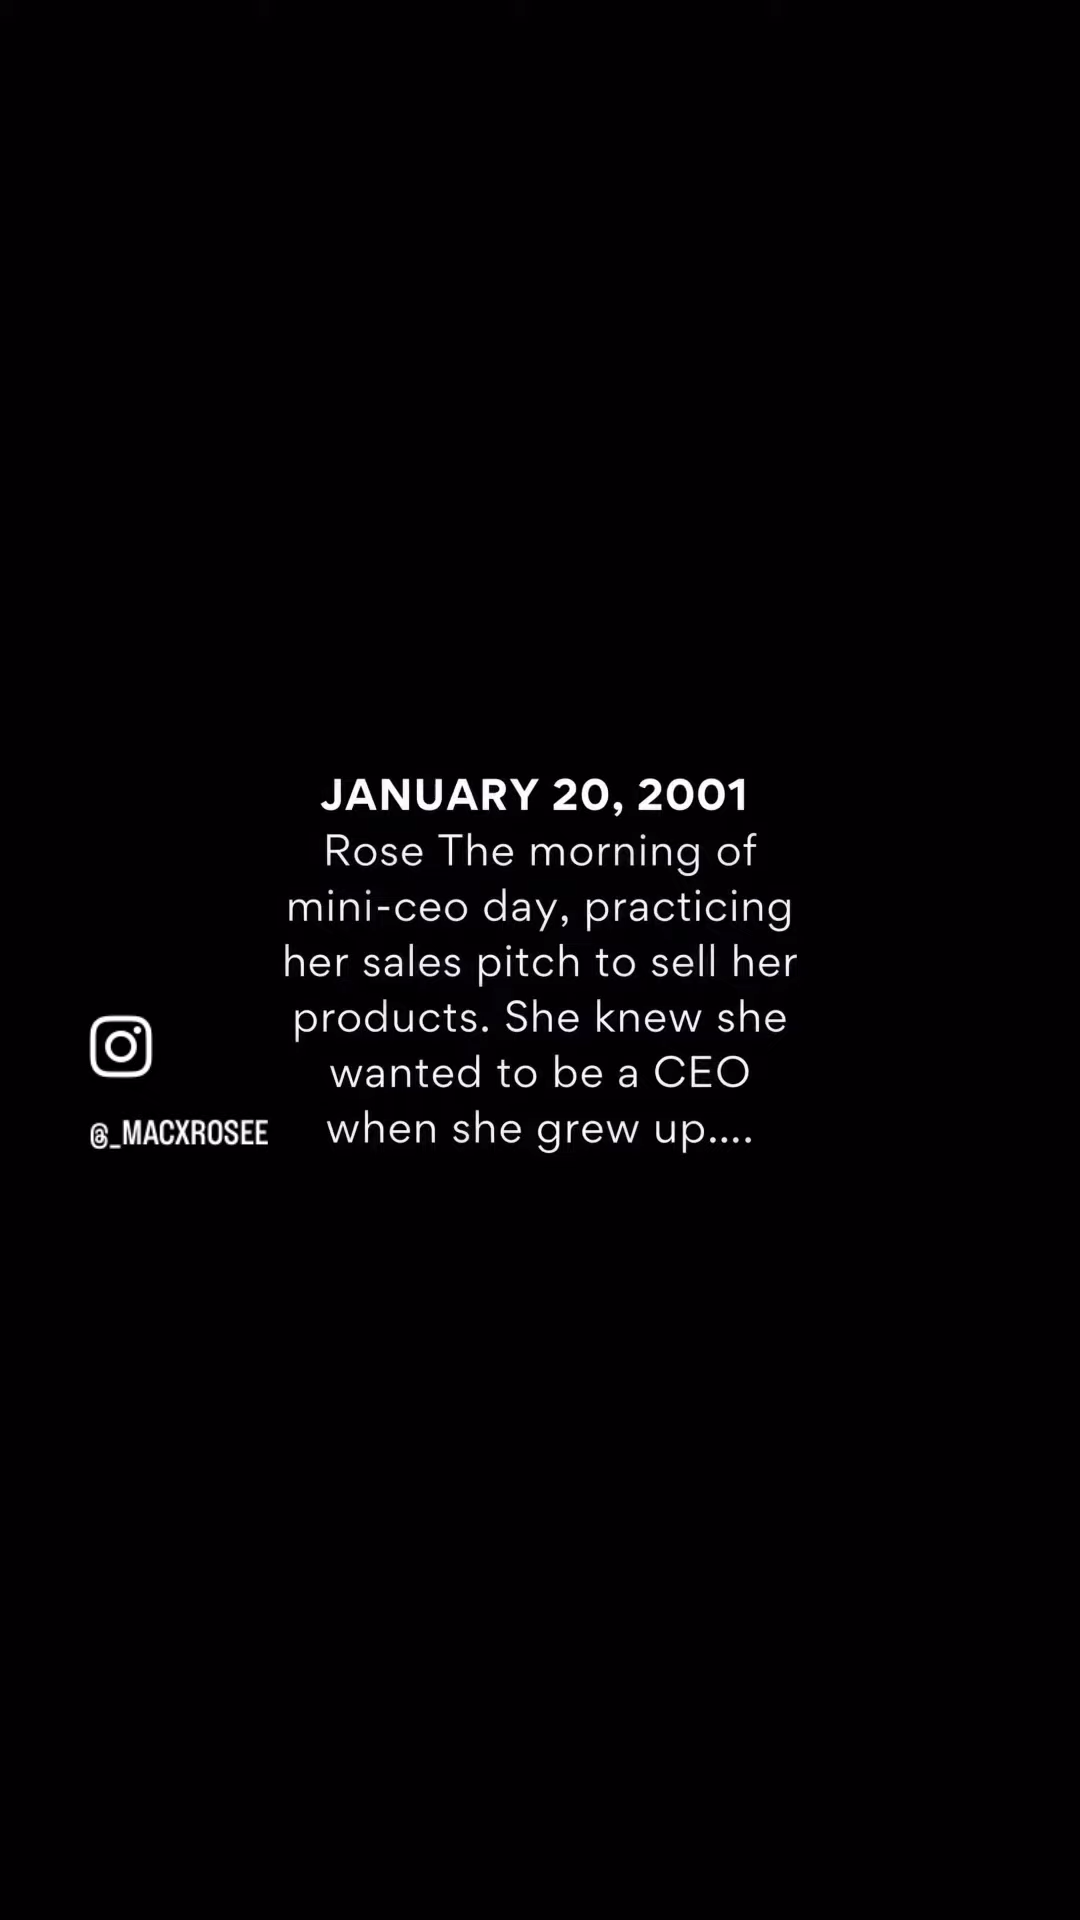 JANUARY 20, 2001
Rose The morning of
mini-ceo day, practicing
her sales pitch to sell her
products. She knew she
wanted to be a CEO
when she grew up....
@_MACXROSEE